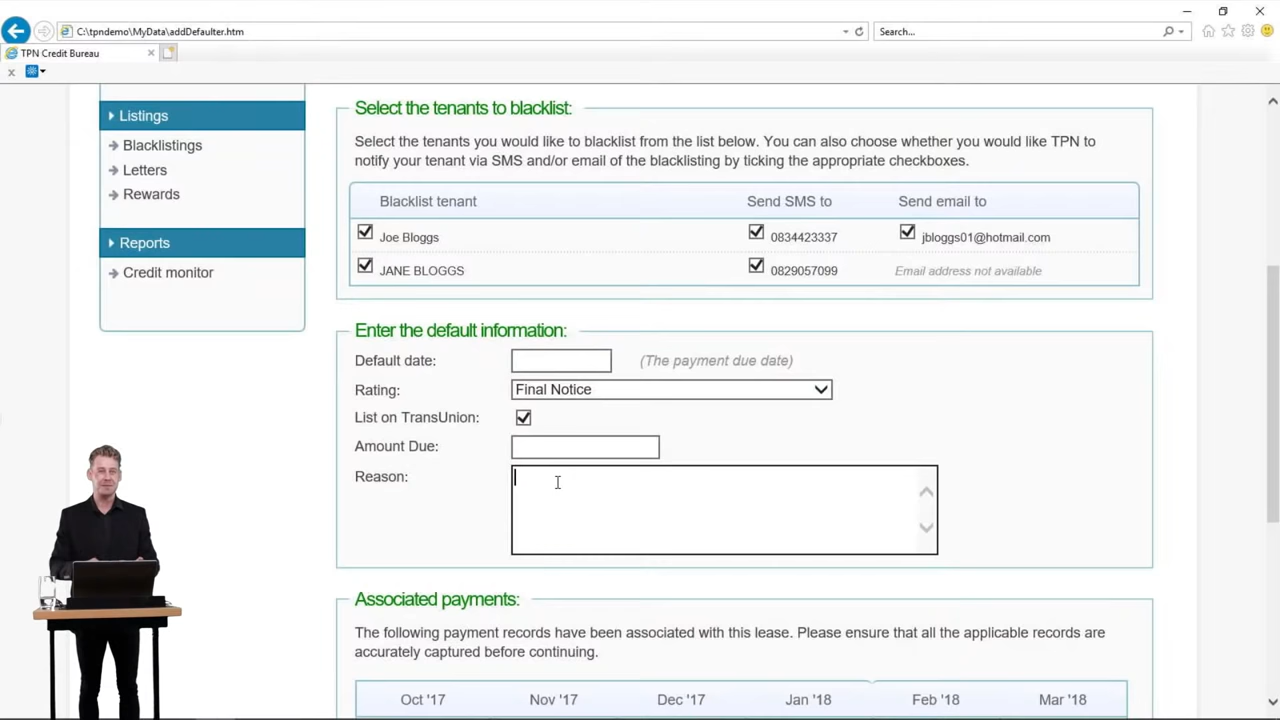 C:\tpndemo\MyData\addDefaulter.htm
Search...
TPN Credit Bureau
Listings
Blacklistings
Letters
Rewards
Reports
Credit monitor
Select the tenants to blacklist:
Select the tenants you would like to blacklist from the list below. You can also choose whether you would like TPN to
notify your tenant via SMS and/or email of the blacklisting by ticking the appropriate checkboxes.
Blacklist tenant Send SMS to Send email to
Joe Bloggs 0834423337 jbloggs01@hotmail.com
JANE BLOGGS 0829057099 Email address not available
Enter the default information:
Default date: (The payment due date)
Rating: Final Notice
List on TransUnion:
Amount Due:
Reason:
Associated payments:
The following payment records have been associated with this lease. Please ensure that all the applicable records are
accurately captured before continuing.
Oct '17 Nov '17 Dec '17 Jan '18 Feb '18 Mar '18